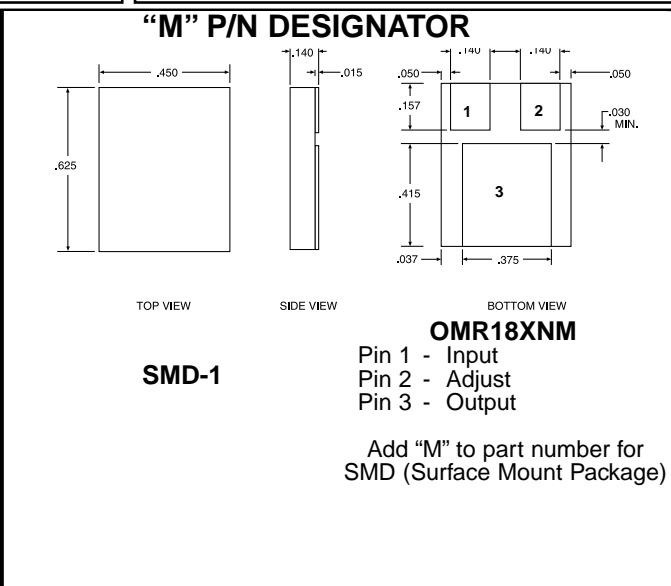 “M” P/N DESIGNATOR
.450
.625
TOP VIEW
.140
.015
SIDE VIEW
.140 .140
.050 .050
.157
.030
MIN.
1 2
.415
3
.037 .375
BOTTOM VIEW
SMD-1
OMR18XNM
Pin 1 - Input
Pin 2 - Adjust
Pin 3 - Output
Add “M” to part number for
SMD (Surface Mount Package)